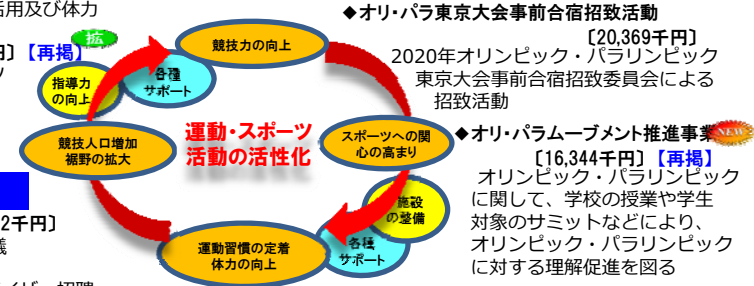 活用及び体力
円〕【再掲】
拡
指導力
の向上
各種
サポート
競技力の向上
競技人口増加
裾野の拡大
運動・スポーツ
活動の活性化
スポーツへの関
心の高まり
施設
の整備
各種
サポート
運動習慣の定着
体力の向上
2千円〕
◆オリ・パラ東京大会事前合宿招致活動
〔20,369千円〕
2020年オリンピック・パラリンピック
東京大会事前合宿招致委員会による
招致活動
◆オリ・パラムーブメント推進事業
NEW
〔16,344千円〕【再掲】
オリンピック・パラリンピック
に関して、学校の授業や学生
対象のサミットなどにより、
オリンピック・パラリンピック
に対する理解促進を図る